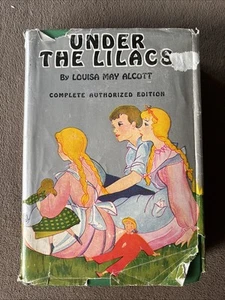 UNDER
THE LILACS
By LOUISA MAY ALCOTT
COMPLETE AUTHORIZED EDITION